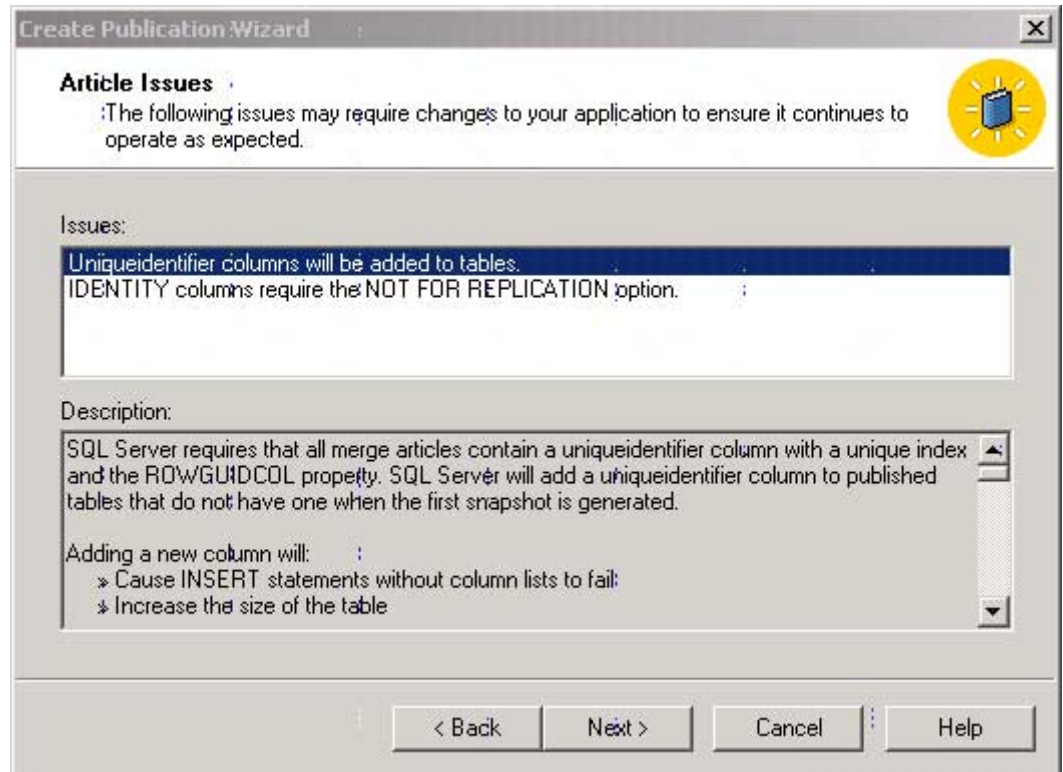 Create Publication Wizard
Article Issues
The following issues may require changes to your application to ensure it continues to
operate as expected.
Issues:
Uniqueidentifier columns will be added to tables.
IDENTITY columns require the NOT FOR REPLICATION option.
Description:
SQL Server requires that all merge articles contain a uniqueidentifier column with a unique index
and the ROWGUIDCOL property. SQL Server will add a uniqueidentifier column to published
tables that do not have one when the first snapshot is generated.
Adding a new column will:
» Cause INSERT statements without column lists to fail
» Increase the size of the table
< Back Next > Cancel Help